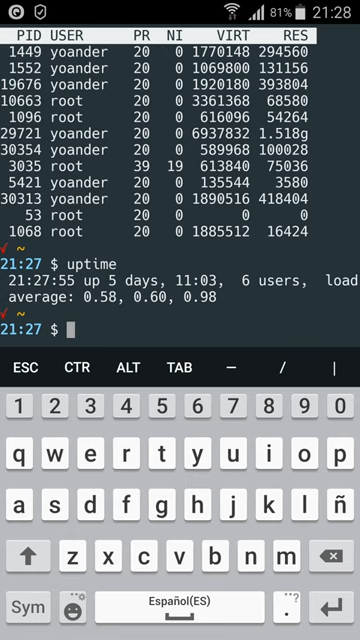 81% 21:28
PID USER PR NI VIRT RES
1449 yoander 20 0 1770148 294560
1552 yoander 20 0 1069800 131156
19676 yoander 20 0 1920180 393804
10663 root 20 0 3361368 68580
1096 root 20 0 616096 54264
29721 yoander 20 0 6937832 1.518g
30354 yoander 20 0 589968 100028
3035 root 39 19 613840 75036
5421 yoander 20 0 135544 3580
30313 yoander 20 0 1890516 418404
53 root 20 0 0 0
1068 root 20 0 1885512 16424
✓ ~
21:27 $ uptime
21:27:55 up 5 days, 11:03, 6 users, load
average: 0.58, 0.60, 0.98
✓ ~
21:27 $
ESC CTR ALT TAB – / |
1 2 3 4 5 6 7 8 9 0
q w e r t y u i o p
a s d f g h j k l ñ
z x c v b n m
Sym Español(ES) . ?